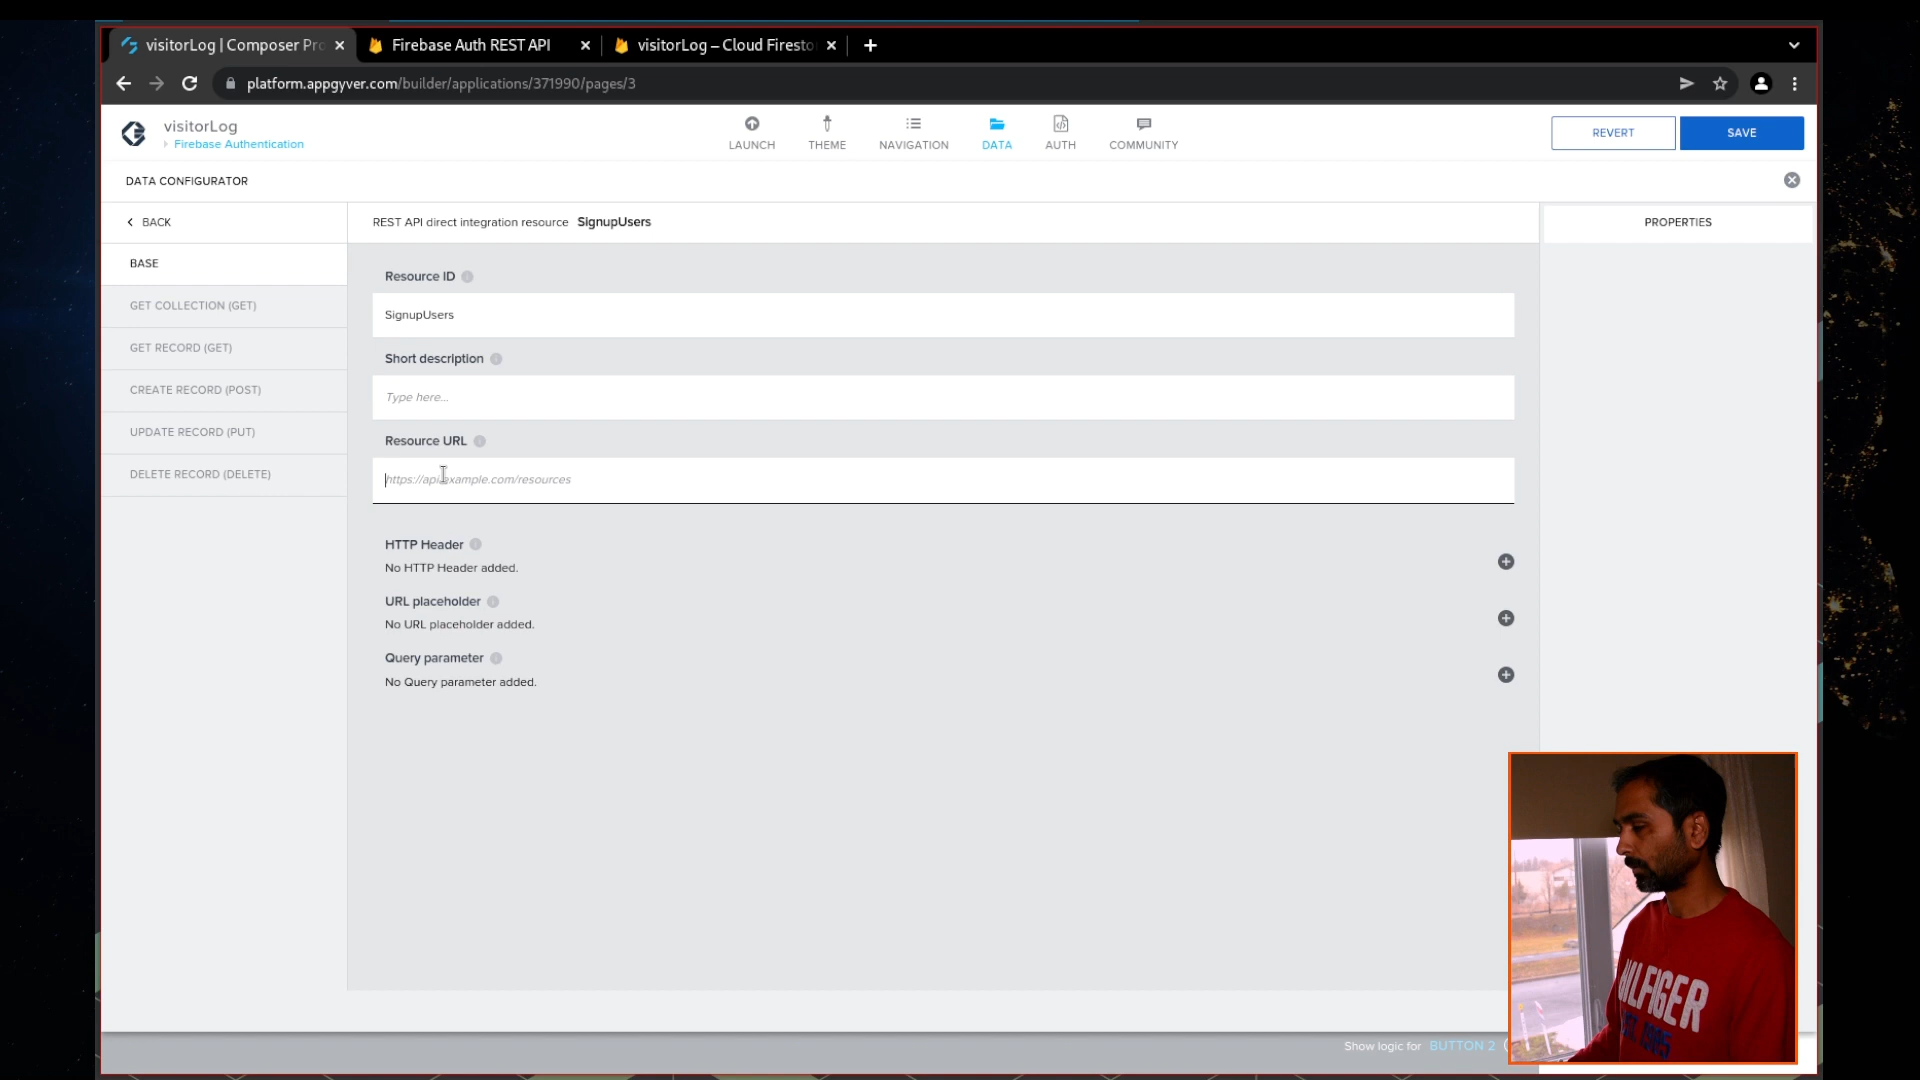 visitorLog | Composer Pro
Firebase Auth REST API
visitorLog – Cloud Firesto
platform.appgyver.com/builder/applications/371990/pages/3
visitorLog
Firebase Authentication
LAUNCH
THEME
NAVIGATION
DATA
AUTH
COMMUNITY
REVERT
SAVE
DATA CONFIGURATOR
BACK
REST API direct integration resource SignupUsers
PROPERTIES
BASE
GET COLLECTION (GET)
GET RECORD (GET)
CREATE RECORD (POST)
UPDATE RECORD (PUT)
DELETE RECORD (DELETE)
Resource ID
SignupUsers
Short description
Type here...
Resource URL
https://api.example.com/resources
HTTP Header
No HTTP Header added.
URL placeholder
No URL placeholder added.
Query parameter
No Query parameter added.
Show logic for BUTTON 2
HILFIGER